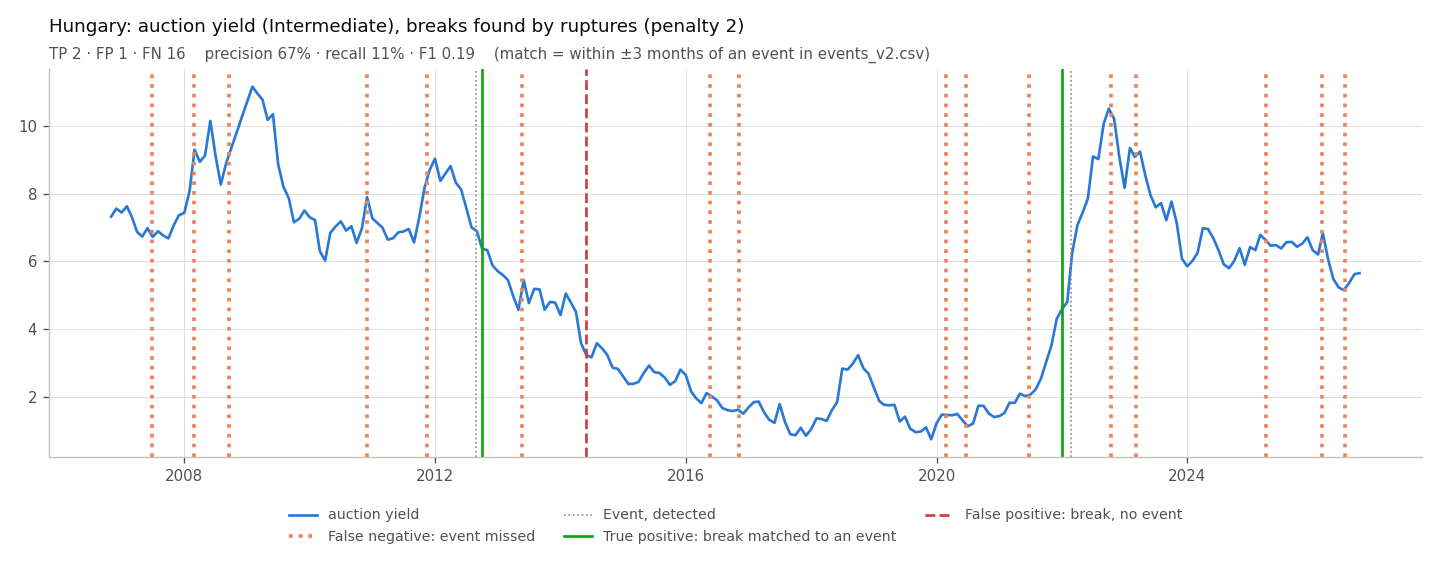 Hungary: auction yield (Intermediate), breaks found by ruptures (penalty 2)
TP 2 · FP 1 · FN 16    precision 67% · recall 11% · F1 0.19    (match = within ±3 months of an event in events_v2.csv)
10
8
6
4
2
2008 2012 2016 2020 2024
auction yield
False negative: event missed
Event, detected
True positive: break matched to an event
False positive: break, no event